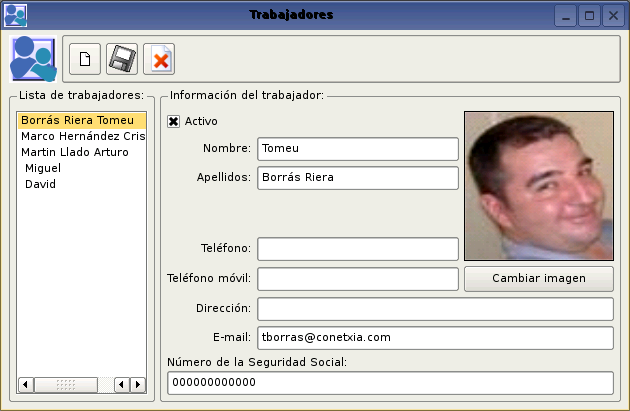 Trabajadores
Lista de trabajadores:
Borrás Riera Tomeu
Marco Hernández Cris
Martin Llado Arturo
Miguel
David
Información del trabajador:
Activo
Nombre: Tomeu
Apellidos: Borrás Riera
Teléfono:
Teléfono móvil:
Cambiar imagen
Dirección:
E-mail: tborras@conetxia.com
Número de la Seguridad Social:
000000000000